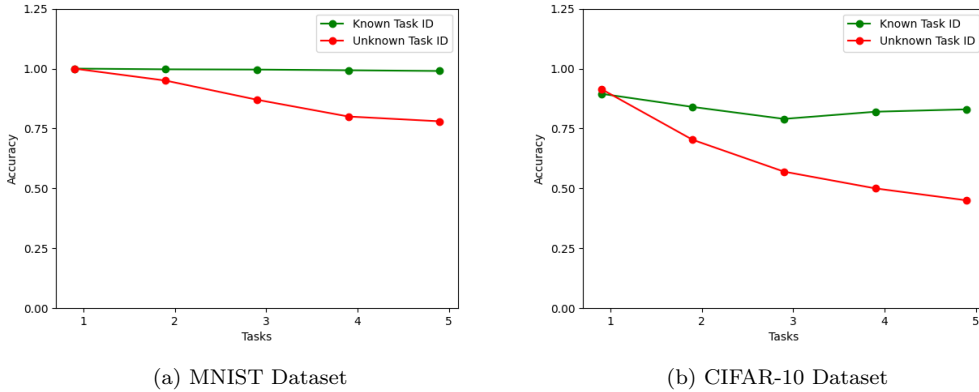 1.25
1.00
0.75
0.50
0.25
0.00
Accuracy
1 2 3 4 5
Tasks
Known Task ID
Unknown Task ID
(a) MNIST Dataset
1.25
1.00
0.75
0.50
0.25
0.00
Accuracy
1 2 3 4 5
Tasks
Known Task ID
Unknown Task ID
(b) CIFAR-10 Dataset